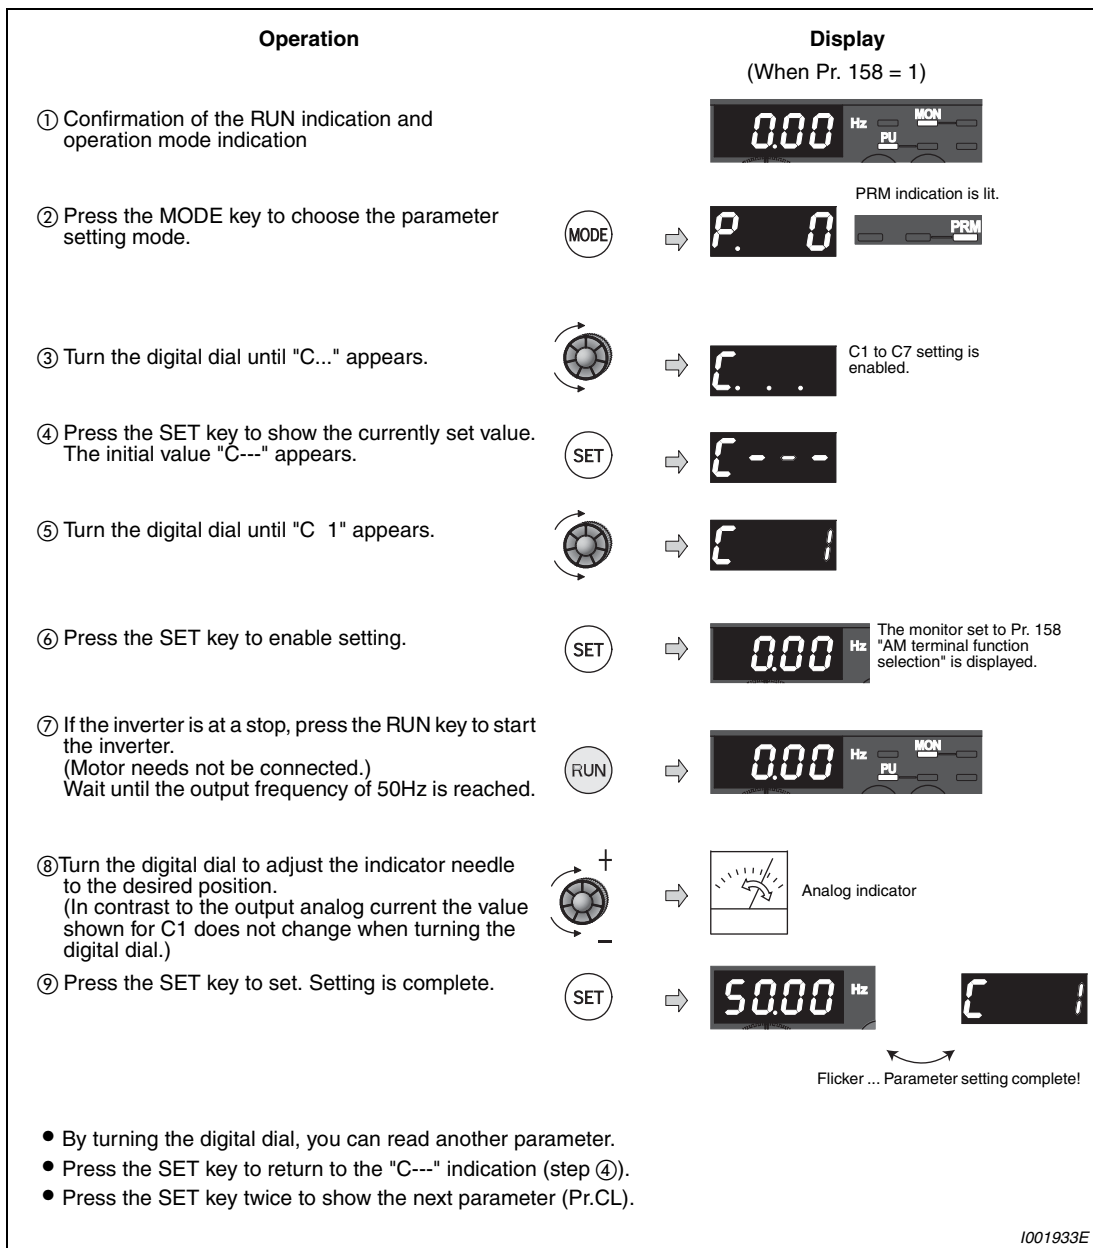 Operation
Display
(When Pr. 158 = 1)
① Confirmation of the RUN indication and
operation mode indication
0.00 Hz MON
PU
② Press the MODE key to choose the parameter
setting mode.
MODE
P. 0
PRM indication is lit.
PRM
③ Turn the digital dial until "C..." appears.
C...
C1 to C7 setting is
enabled.
④ Press the SET key to show the currently set value.
The initial value "C---" appears.
SET
C---
⑤ Turn the digital dial until "C 1" appears.
C 1
⑥ Press the SET key to enable setting.
SET
0.00 Hz
The monitor set to Pr. 158
"AM terminal function
selection" is displayed.
⑦ If the inverter is at a stop, press the RUN key to start
the inverter.
(Motor needs not be connected.)
Wait until the output frequency of 50Hz is reached.
RUN
0.00 Hz MON
PU
⑧Turn the digital dial to adjust the indicator needle
to the desired position.
(In contrast to the output analog current the value
shown for C1 does not change when turning the
digital dial.)
+
−
Analog indicator
⑨ Press the SET key to set. Setting is complete.
SET
50.00 Hz
C 1
Flicker ... Parameter setting complete!
• By turning the digital dial, you can read another parameter.
• Press the SET key to return to the "C---" indication (step ④).
• Press the SET key twice to show the next parameter (Pr.CL).
I001933E